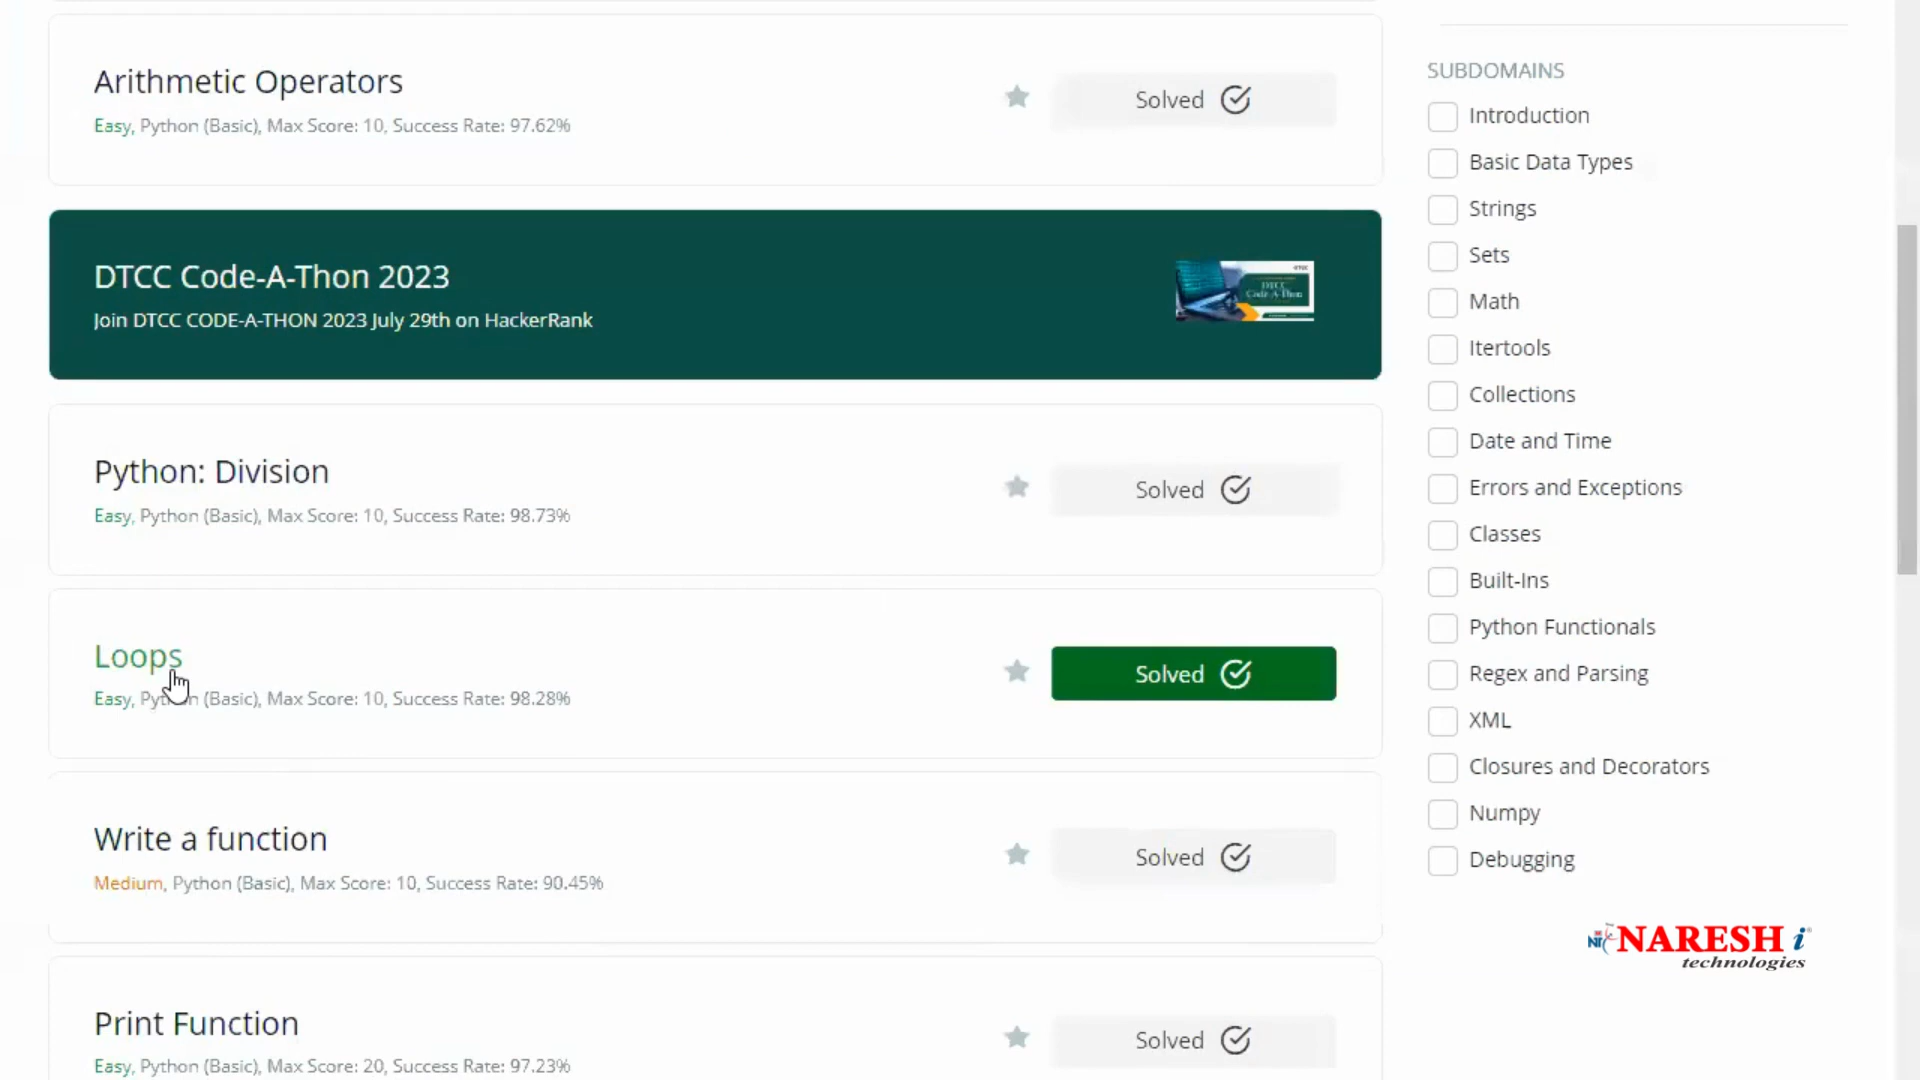 Arithmetic Operators
Easy, Python (Basic), Max Score: 10, Success Rate: 97.62%
Solved
DTCC Code-A-Thon 2023
Join DTCC CODE-A-THON 2023 July 29th on HackerRank
DTCC
DTCC
Code-A-Thon
Python: Division
Easy, Python (Basic), Max Score: 10, Success Rate: 98.73%
Solved
Loops
Easy, Python (Basic), Max Score: 10, Success Rate: 98.28%
Solved
Write a function
Medium, Python (Basic), Max Score: 10, Success Rate: 90.45%
Solved
Print Function
Easy, Python (Basic), Max Score: 20, Success Rate: 97.23%
Solved
SUBDOMAINS
Introduction
Basic Data Types
Strings
Sets
Math
Itertools
Collections
Date and Time
Errors and Exceptions
Classes
Built-Ins
Python Functionals
Regex and Parsing
XML
Closures and Decorators
Numpy
Debugging
NARESH i
technologies